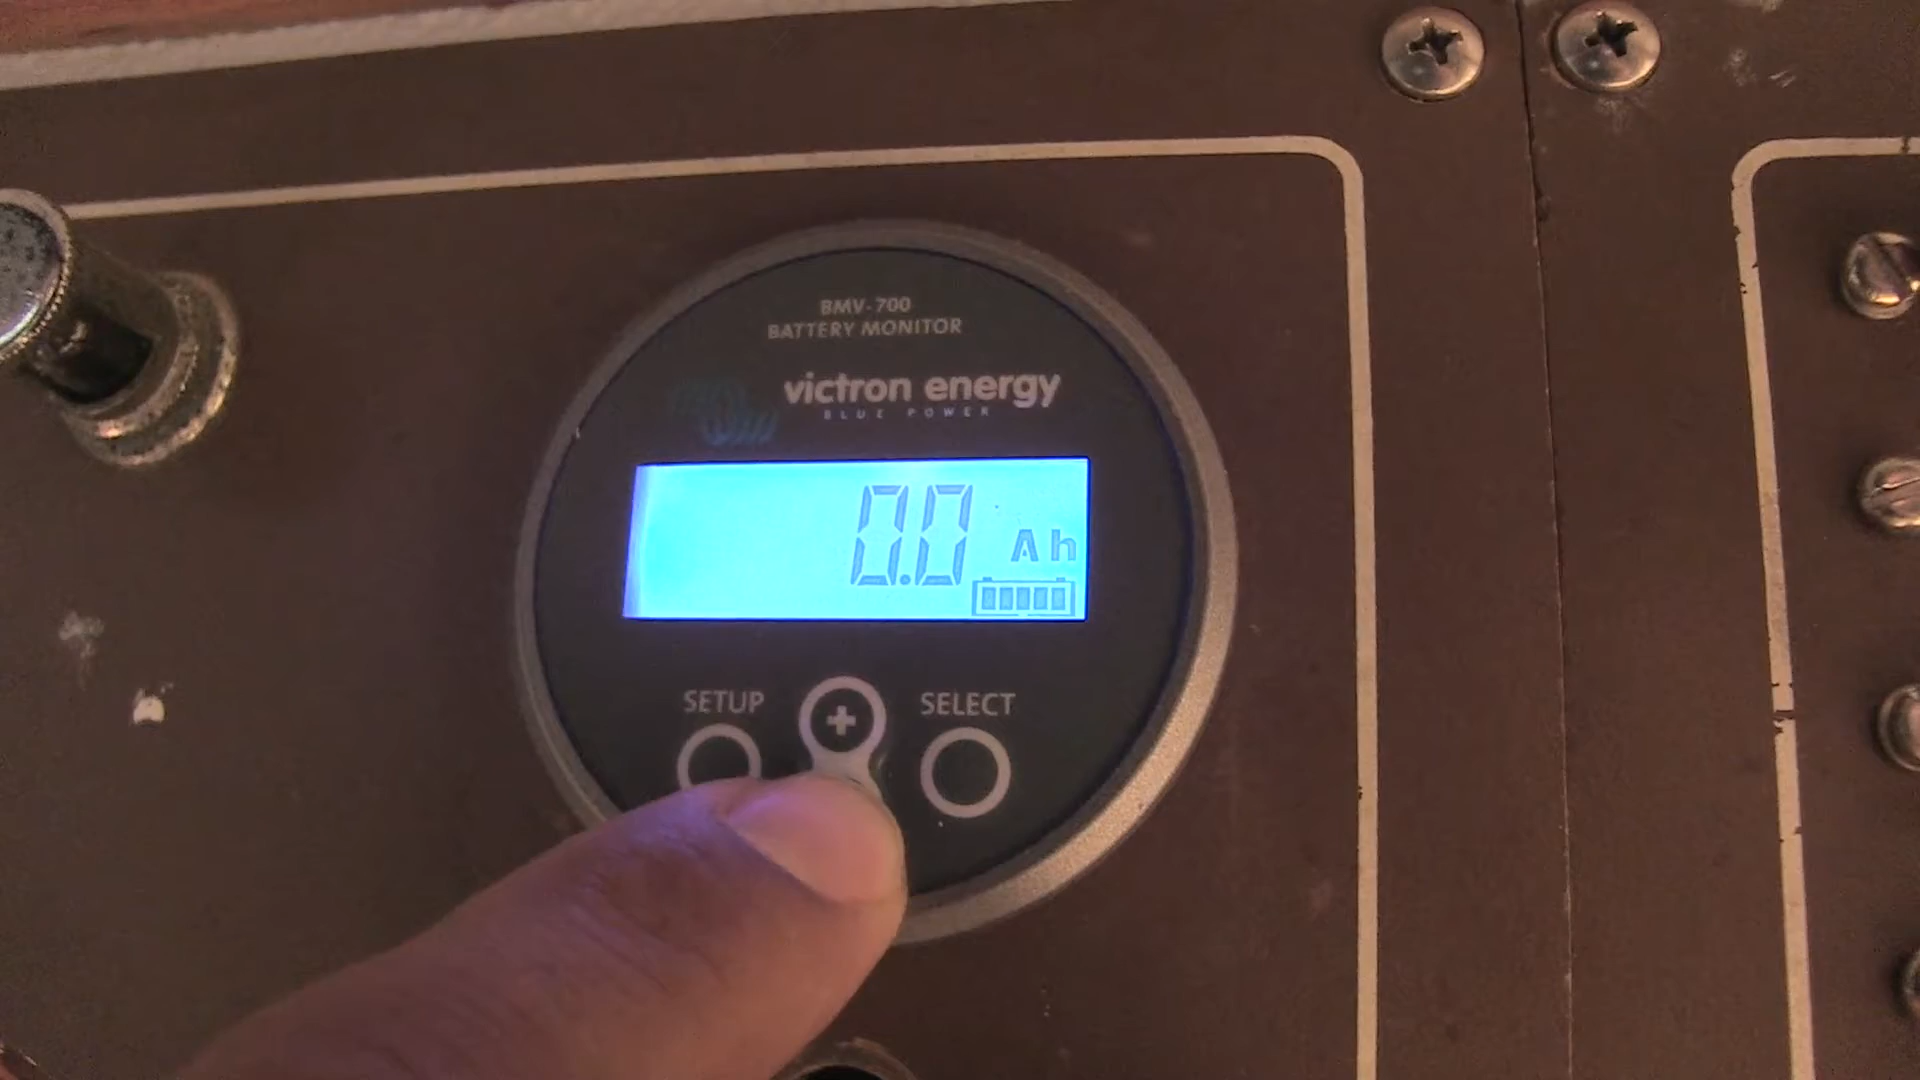 BMV-700
BATTERY MONITOR
victron energy
BLUE POWER
0.0 Ah
SETUP + SELECT